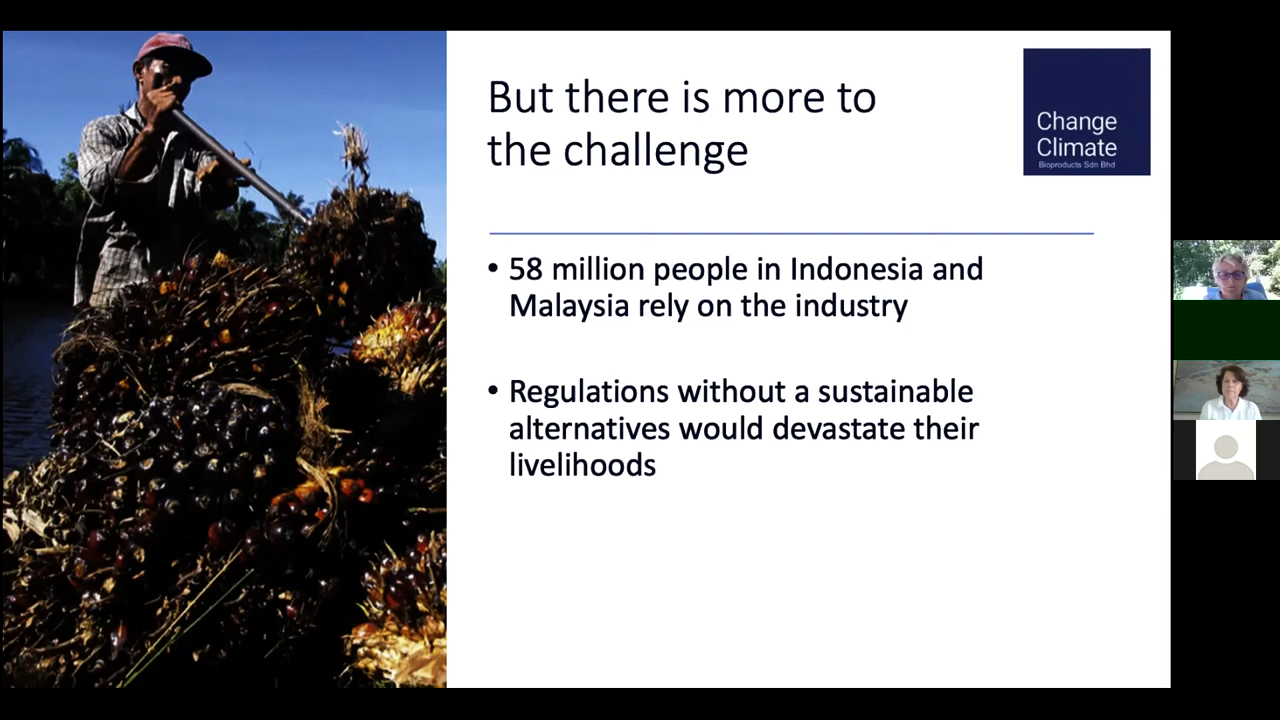 But there is more to
the challenge
Change
Climate
Bioproducts Sdn Bhd
• 58 million people in Indonesia and
Malaysia rely on the industry
• Regulations without a sustainable
alternatives would devastate their
livelihoods